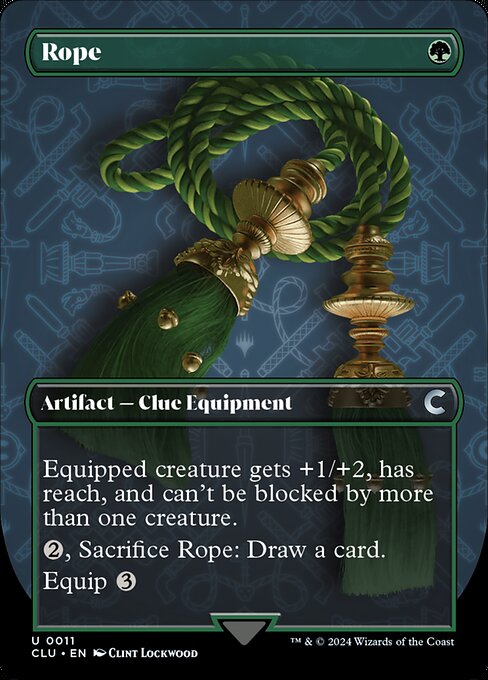 Rope
Artifact — Clue Equipment
Equipped creature gets +1/+2, has
reach, and can't be blocked by more
than one creature.
2, Sacrifice Rope: Draw a card.
Equip 3
U 0011
CLU • EN Clint Lockwood
™ & © 2024 Wizards of the Coast